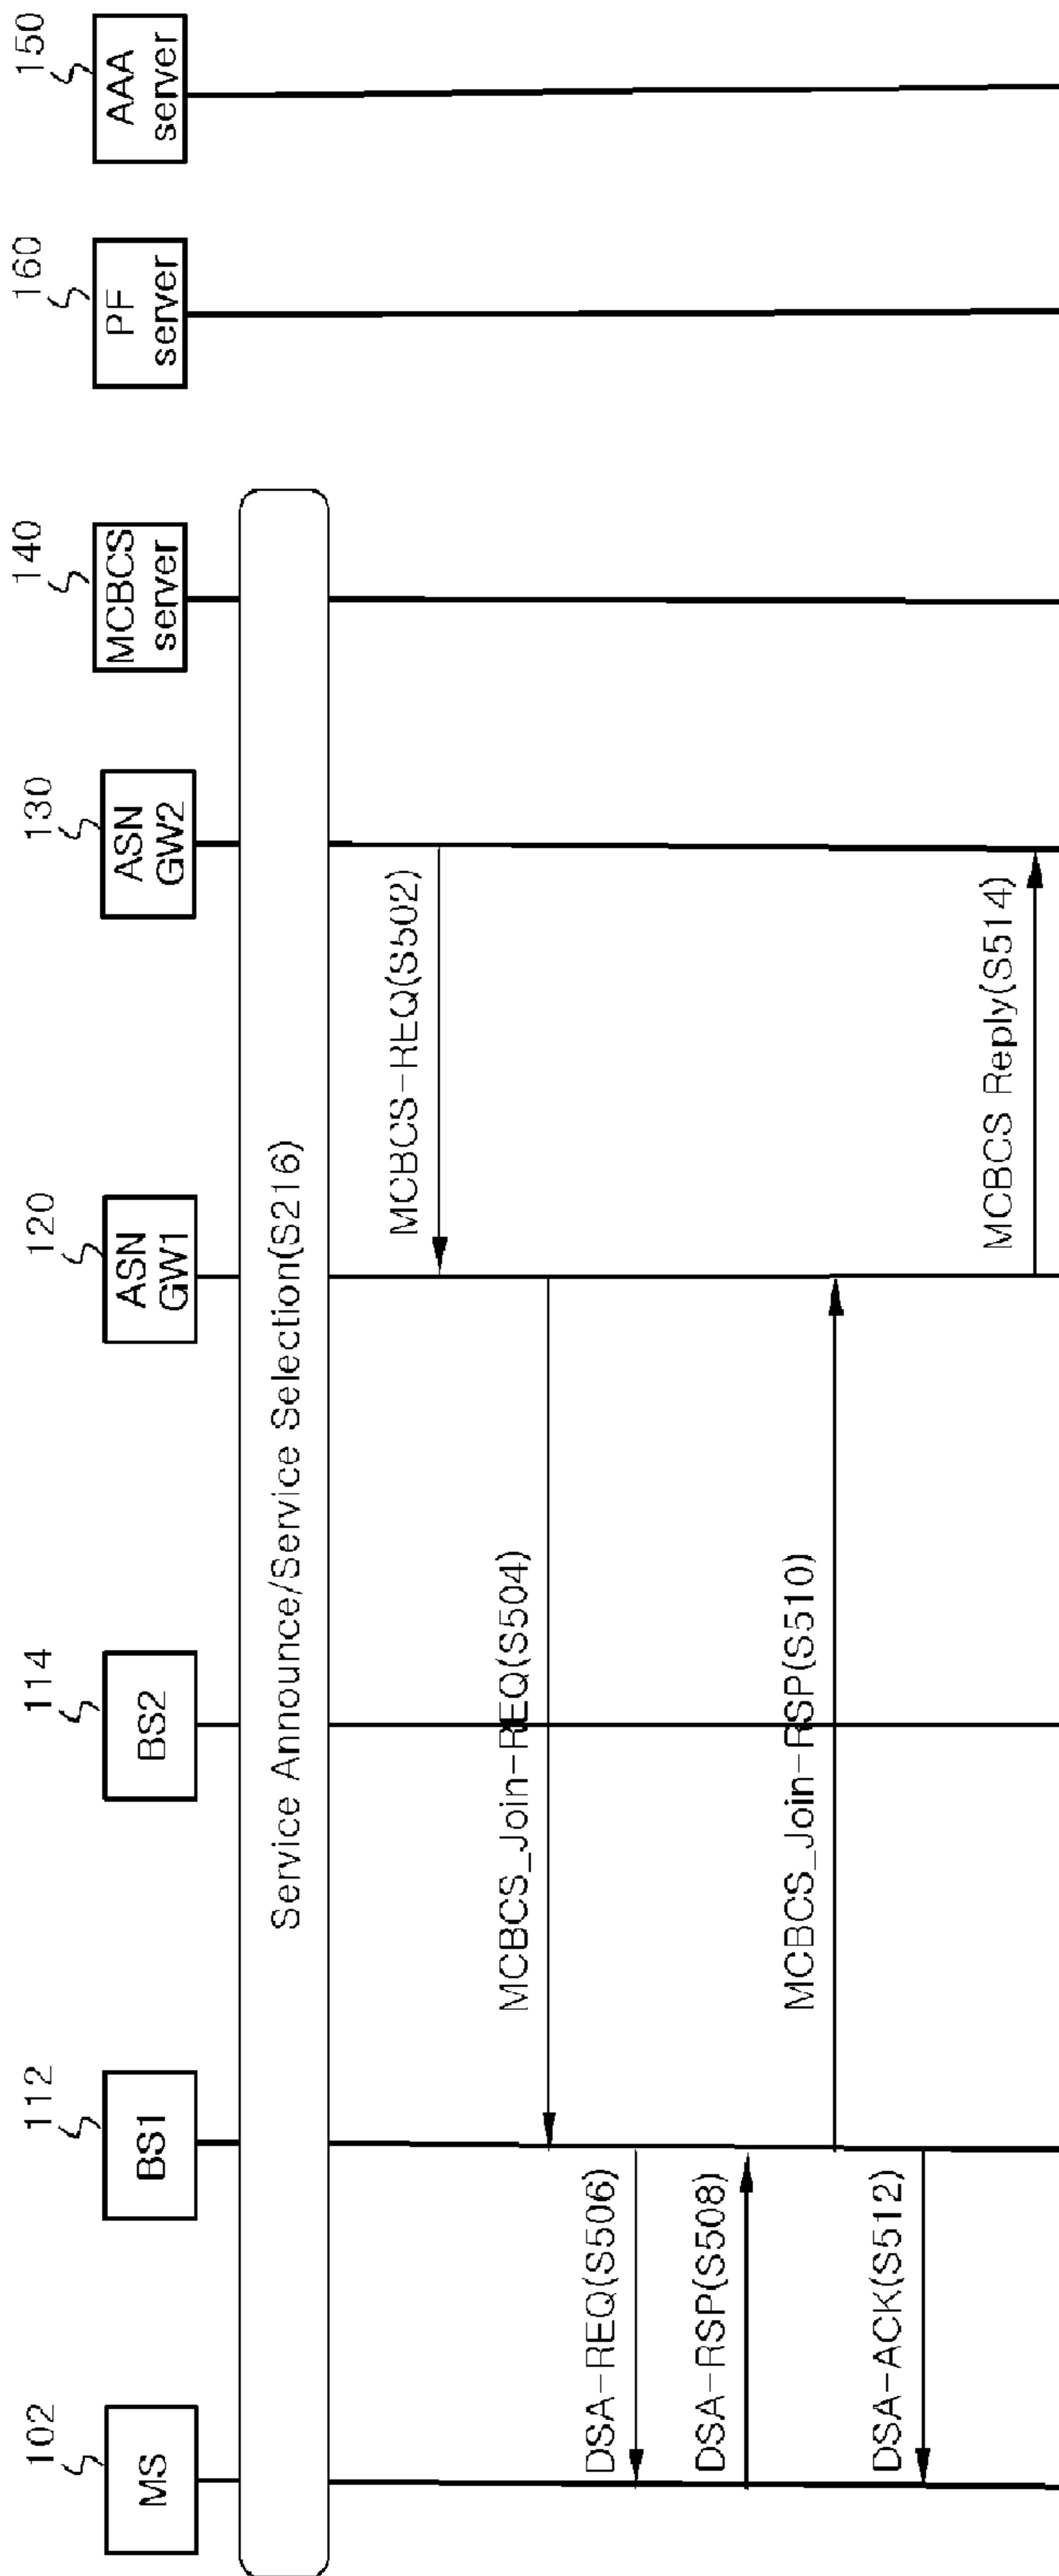 102
MS
112
BS1
114
BS2
120
ASN
GW1
130
ASN
GW2
140
MCBCS
server
160
PF
server
150
AAA
server
Service Announce/Service Selection(S216)
MCBCS-REQ(S502)
MCBCS_Join-REQ(S504)
DSA-REQ(S506)
DSA-RSP(S508)
MCBCS_Join-RSP(S510)
DSA-ACK(S512)
MCBCS Reply(S514)